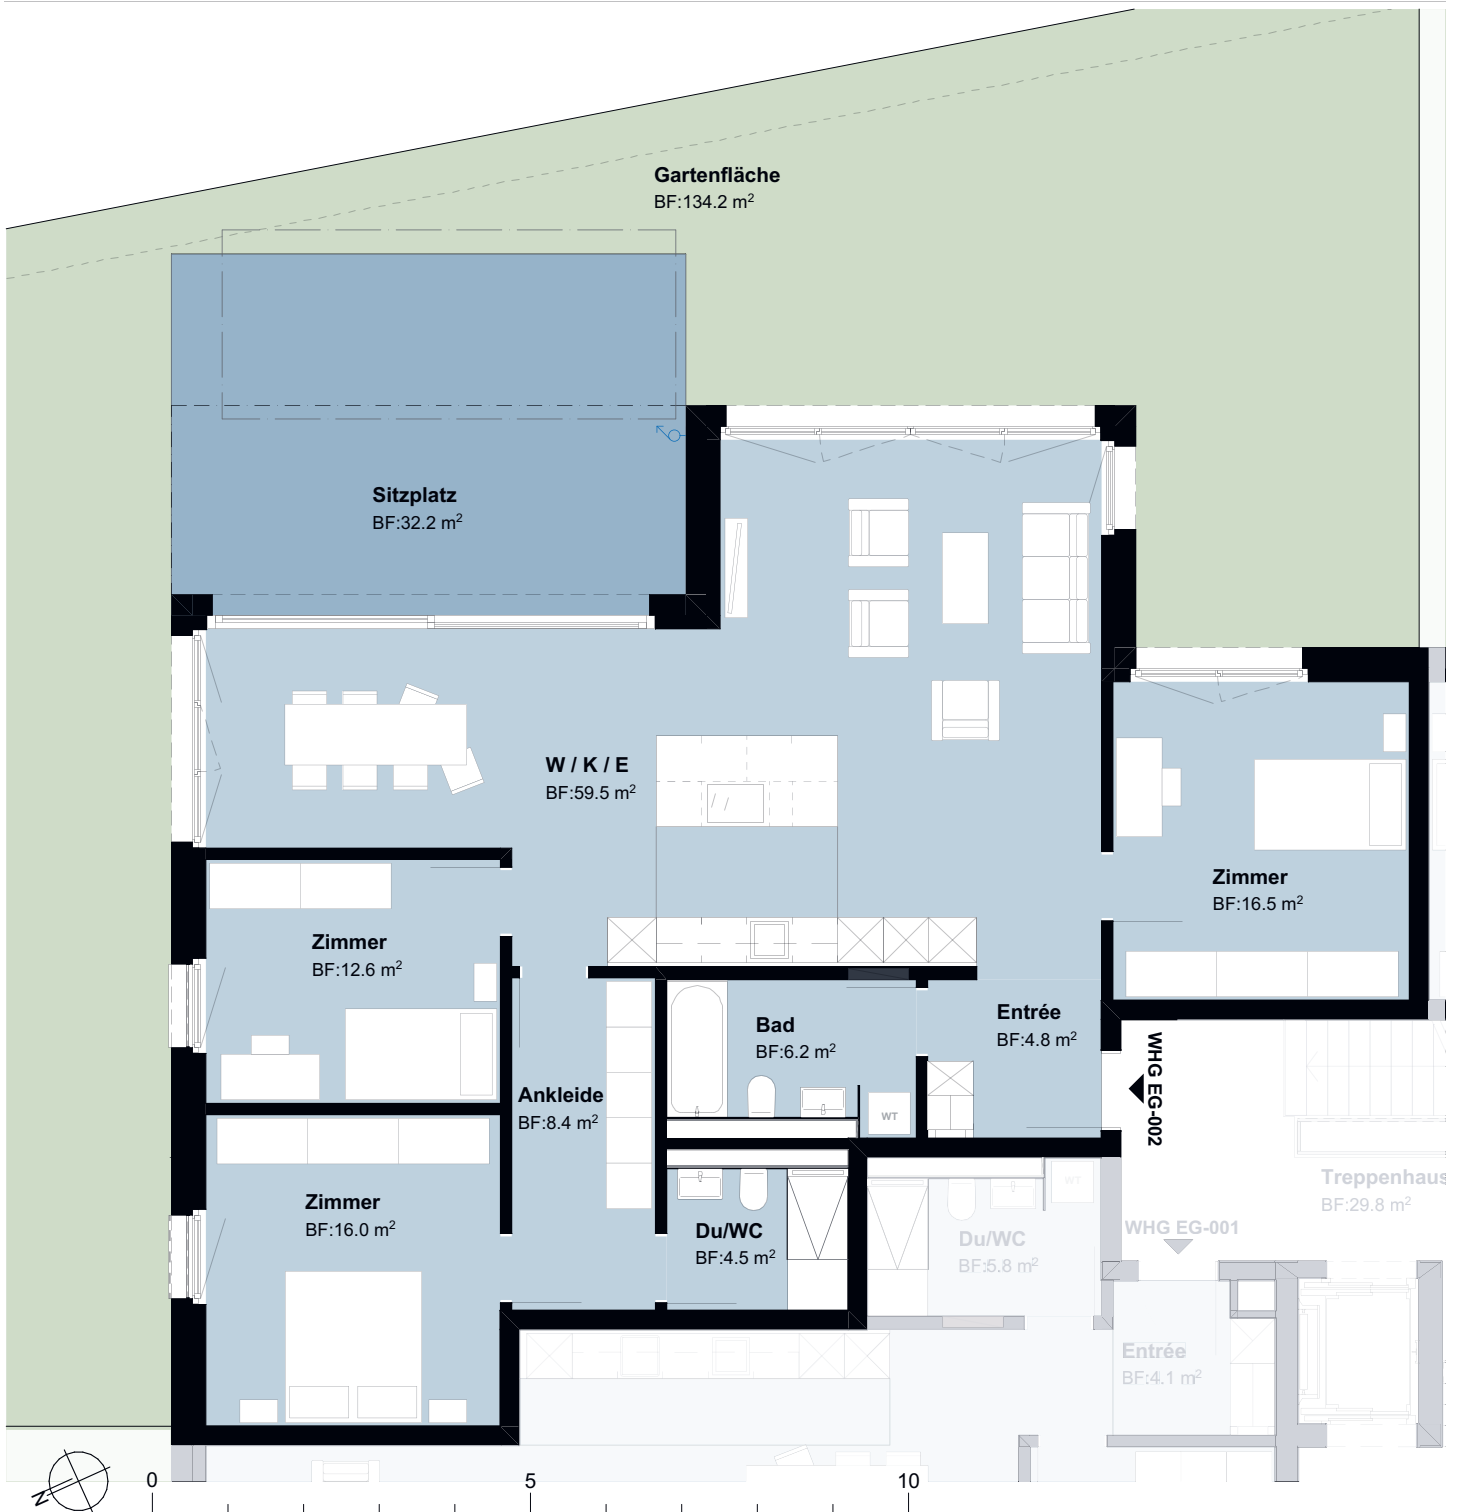 Gartenfläche
BF:134.2 m²
Sitzplatz
BF:32.2 m²
W / K / E
BF:59.5 m²
Zimmer
BF:16.5 m²
Zimmer
BF:12.6 m²
Entrée
BF:4.8 m²
Bad
BF:6.2 m²
Ankleide
BF:8.4 m²
WT
WHG EG-002
Zimmer
BF:16.0 m²
Du/WC
BF:4.5 m²
WT
Du/WC
BF:5.8 m²
Treppenhaus
BF:29.8 m²
WHG EG-001
Entrée
BF:4.1 m²
N
0 5 10